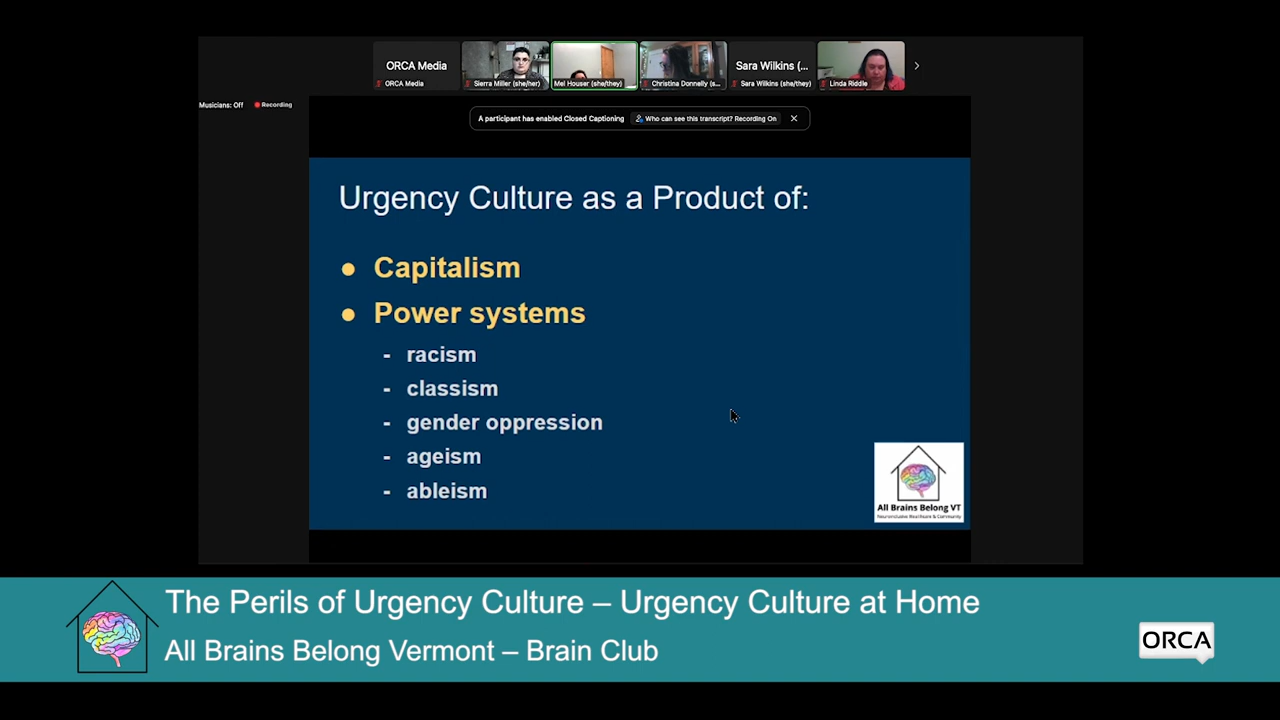 ORCA Media
Sara Wilkins (...
ORCA Media
Sierra Miller (she/her)
Mel Houser (she/they)
Christina Donnelly (s...
Sara Wilkins (she/they)
Linda Riddle
Musicians: Off
Recording
A participant has enabled Closed Captioning
Who can see this transcript? Recording On
Urgency Culture as a Product of:
● Capitalism
● Power systems
- racism
- classism
- gender oppression
- ageism
- ableism
All Brains Belong VT
Neuroinclusive Healthcare & Community
The Perils of Urgency Culture – Urgency Culture at Home
All Brains Belong Vermont – Brain Club
ORCA